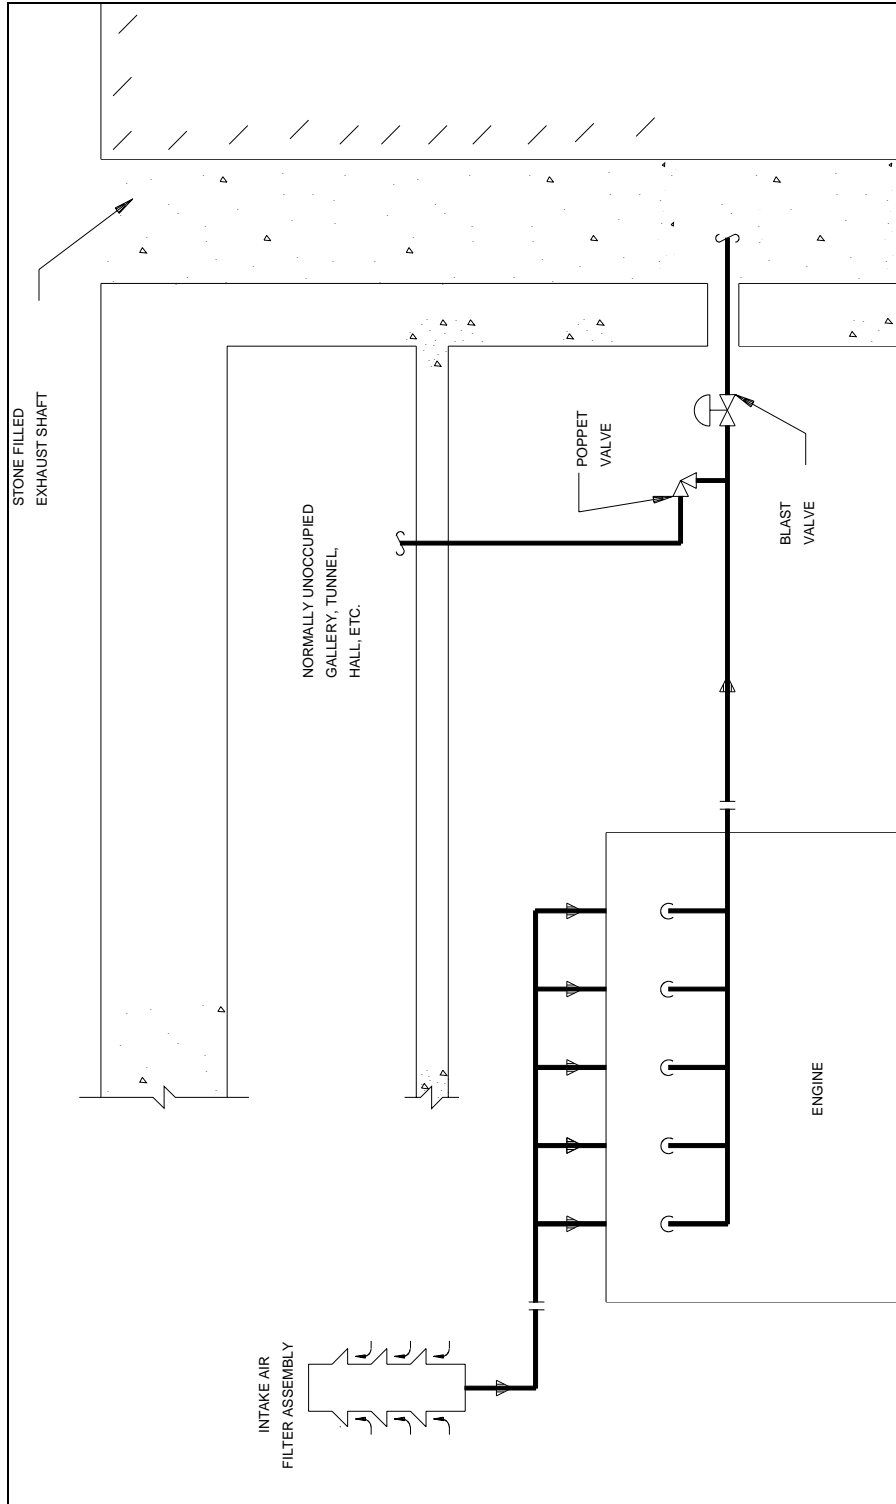 STONE FILLED
EXHAUST SHAFT
POPPET
VALVE
NORMALLY UNOCCUPIED
GALLERY, TUNNEL,
HALL, ETC.
BLAST
VALVE
ENGINE
INTAKE AIR
FILTER ASSEMBLY